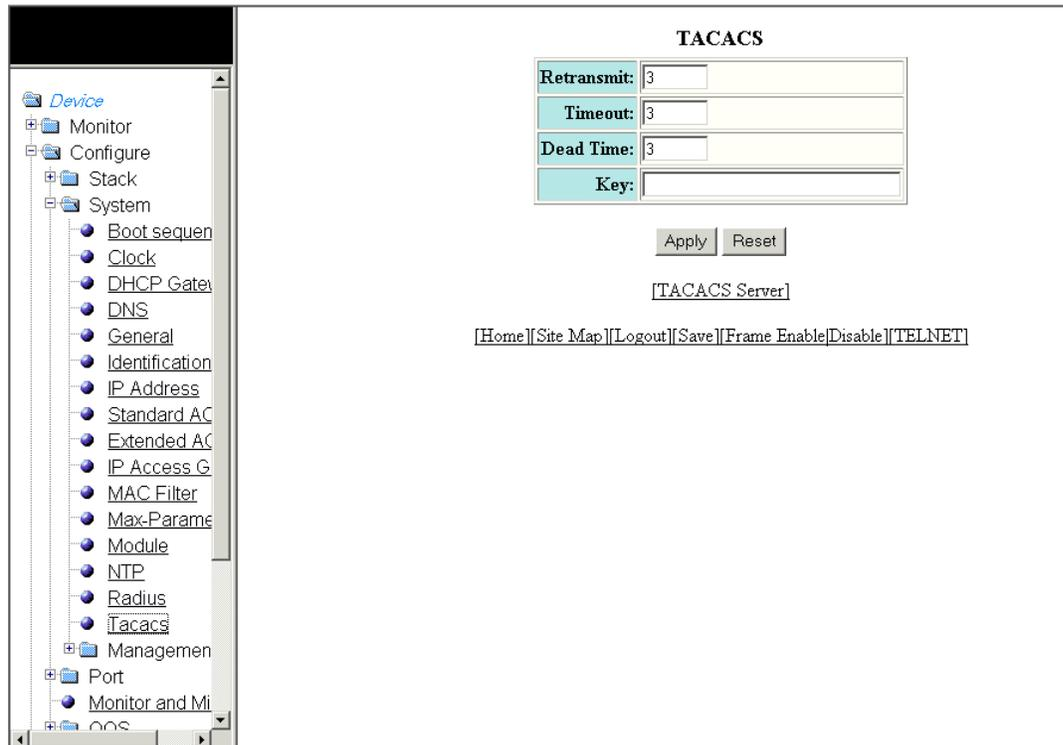 Device
Monitor
Configure
Stack
System
Boot sequen
Clock
DHCP Gatew
DNS
General
Identification
IP Address
Standard AC
Extended AC
IP Access G
MAC Filter
Max-Parame
Module
NTP
Radius
Tacacs
Managemen
Port
Monitor and Mi
QOS
TACACS
Retransmit: 3
Timeout: 3
Dead Time: 3
Key:
Apply Reset
[TACACS Server]
[Home][Site Map][Logout][Save][Frame Enable|Disable][TELNET]